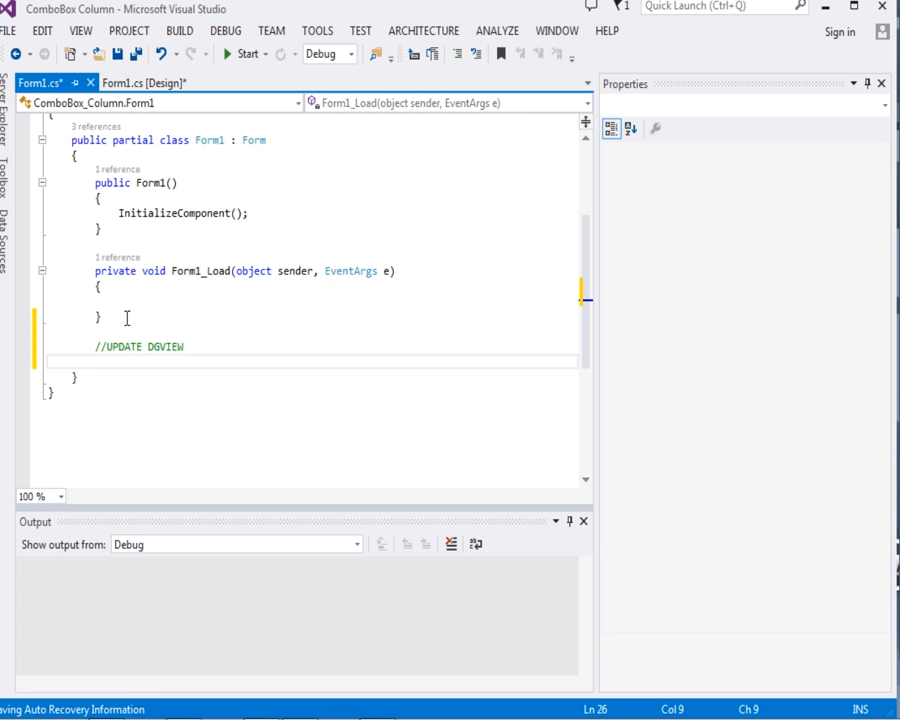 ComboBox Column - Microsoft Visual Studio
1
Quick Launch (Ctrl+Q)
FILE EDIT VIEW PROJECT BUILD DEBUG TEAM TOOLS TEST ARCHITECTURE ANALYZE WINDOW HELP
Sign in
Start Debug
Form1.cs* Form1.cs [Design]*
Properties
ComboBox_Column.Form1
Form1_Load(object sender, EventArgs e)
Server Explorer
Toolbox
Data Sources
{
3 references
public partial class Form1 : Form
{
1 reference
public Form1()
{
InitializeComponent();
}
1 reference
private void Form1_Load(object sender, EventArgs e)
{
}
//UPDATE DGVIEW
}
}
100 %
Output
Show output from: Debug
aving Auto Recovery Information
Ln 26 Col 9 Ch 9 INS